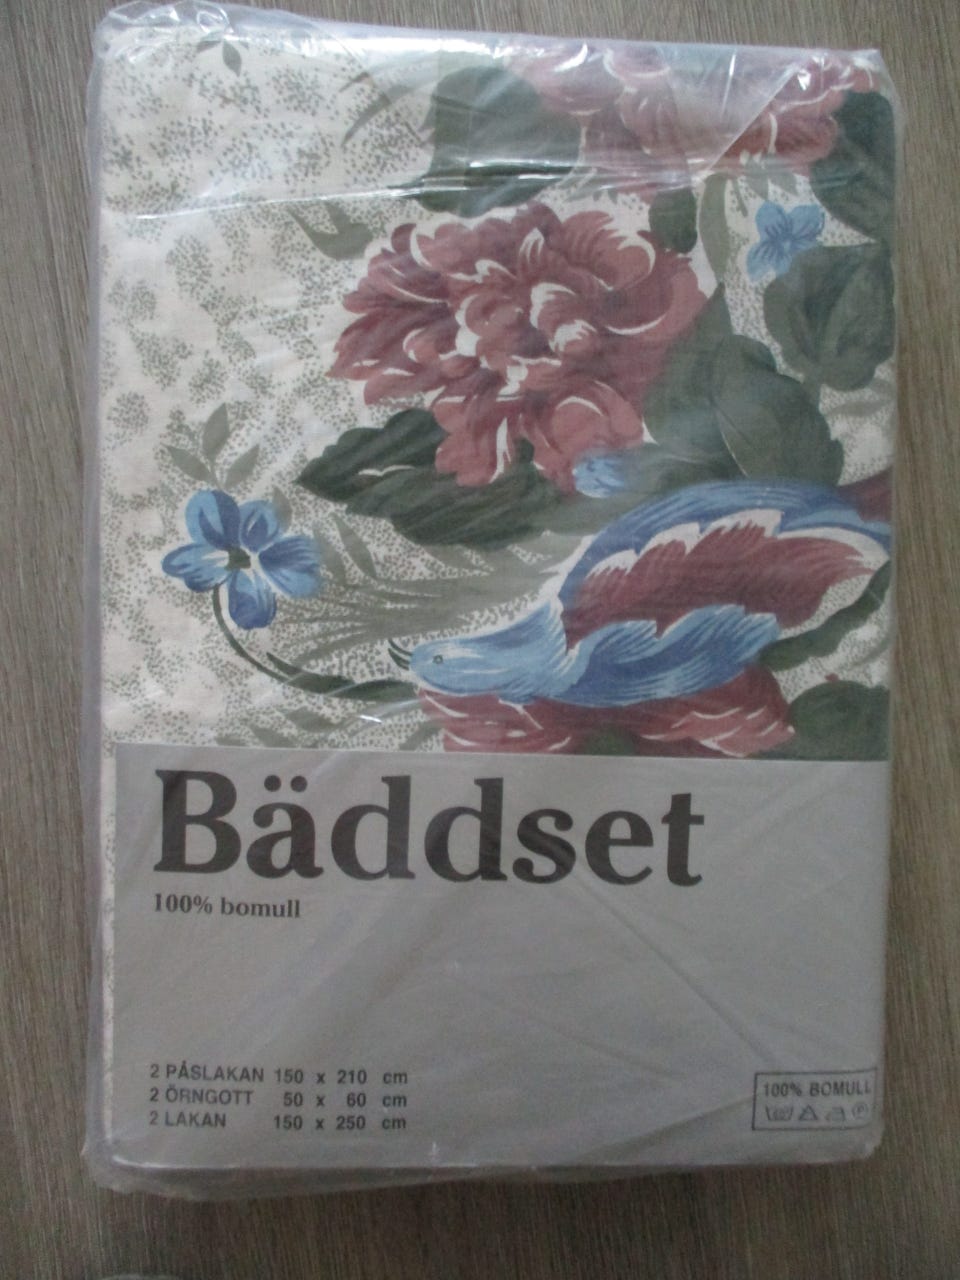 Bäddset
100% bomull
2 PÅSLAKAN 150 x 210 cm
2 ÖRNGOTT 50 x 60 cm
2 LAKAN 150 x 250 cm
100% BOMULL